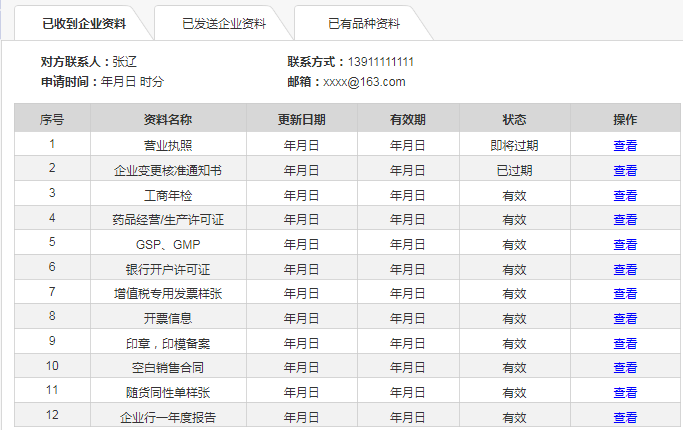 已收到企业资料 已发送企业资料 已有品种资料
对方联系人：张辽 联系方式：13911111111
申请时间：年月日 时分 邮箱：xxxx@163.com
序号 资料名称 更新日期 有效期 状态 操作
1 营业执照 年月日 年月日 即将过期 查看
2 企业变更核准通知书 年月日 年月日 已过期 查看
3 工商年检 年月日 年月日 有效 查看
4 药品经营/生产许可证 年月日 年月日 有效 查看
5 GSP、GMP 年月日 年月日 有效 查看
6 银行开户许可证 年月日 年月日 有效 查看
7 增值税专用发票样张 年月日 年月日 有效 查看
8 开票信息 年月日 年月日 有效 查看
9 印章，印模备案 年月日 年月日 有效 查看
10 空白销售合同 年月日 年月日 有效 查看
11 随货同性单样张 年月日 年月日 有效 查看
12 企业行一年度报告 年月日 年月日 有效 查看